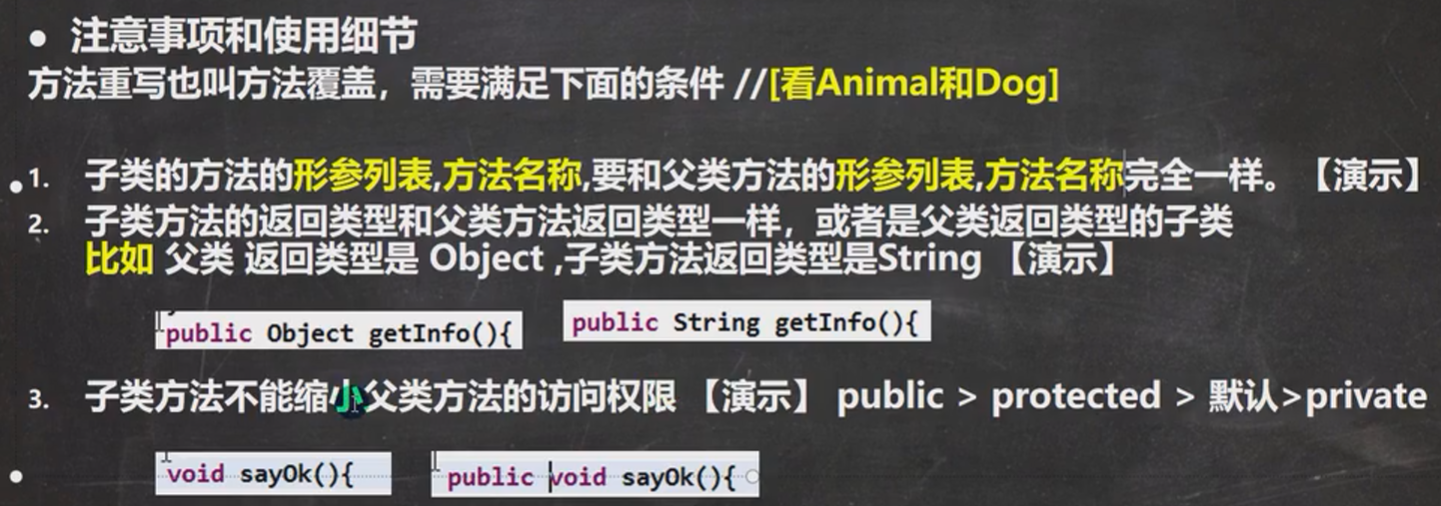 ● 注意事项和使用细节
方法重写也叫方法覆盖，需要满足下面的条件 //[看Animal和Dog]
1. 子类的方法的形参列表,方法名称,要和父类方法的形参列表,方法名称完全一样。【演示】
2. 子类方法的返回类型和父类方法返回类型一样，或者是父类返回类型的子类
比如 父类 返回类型是 Object ,子类方法返回类型是String 【演示】
public Object getInfo(){
public String getInfo(){
3. 子类方法不能缩小父类方法的访问权限 【演示】 public > protected > 默认>private
void sayOk(){
public void sayOk(){